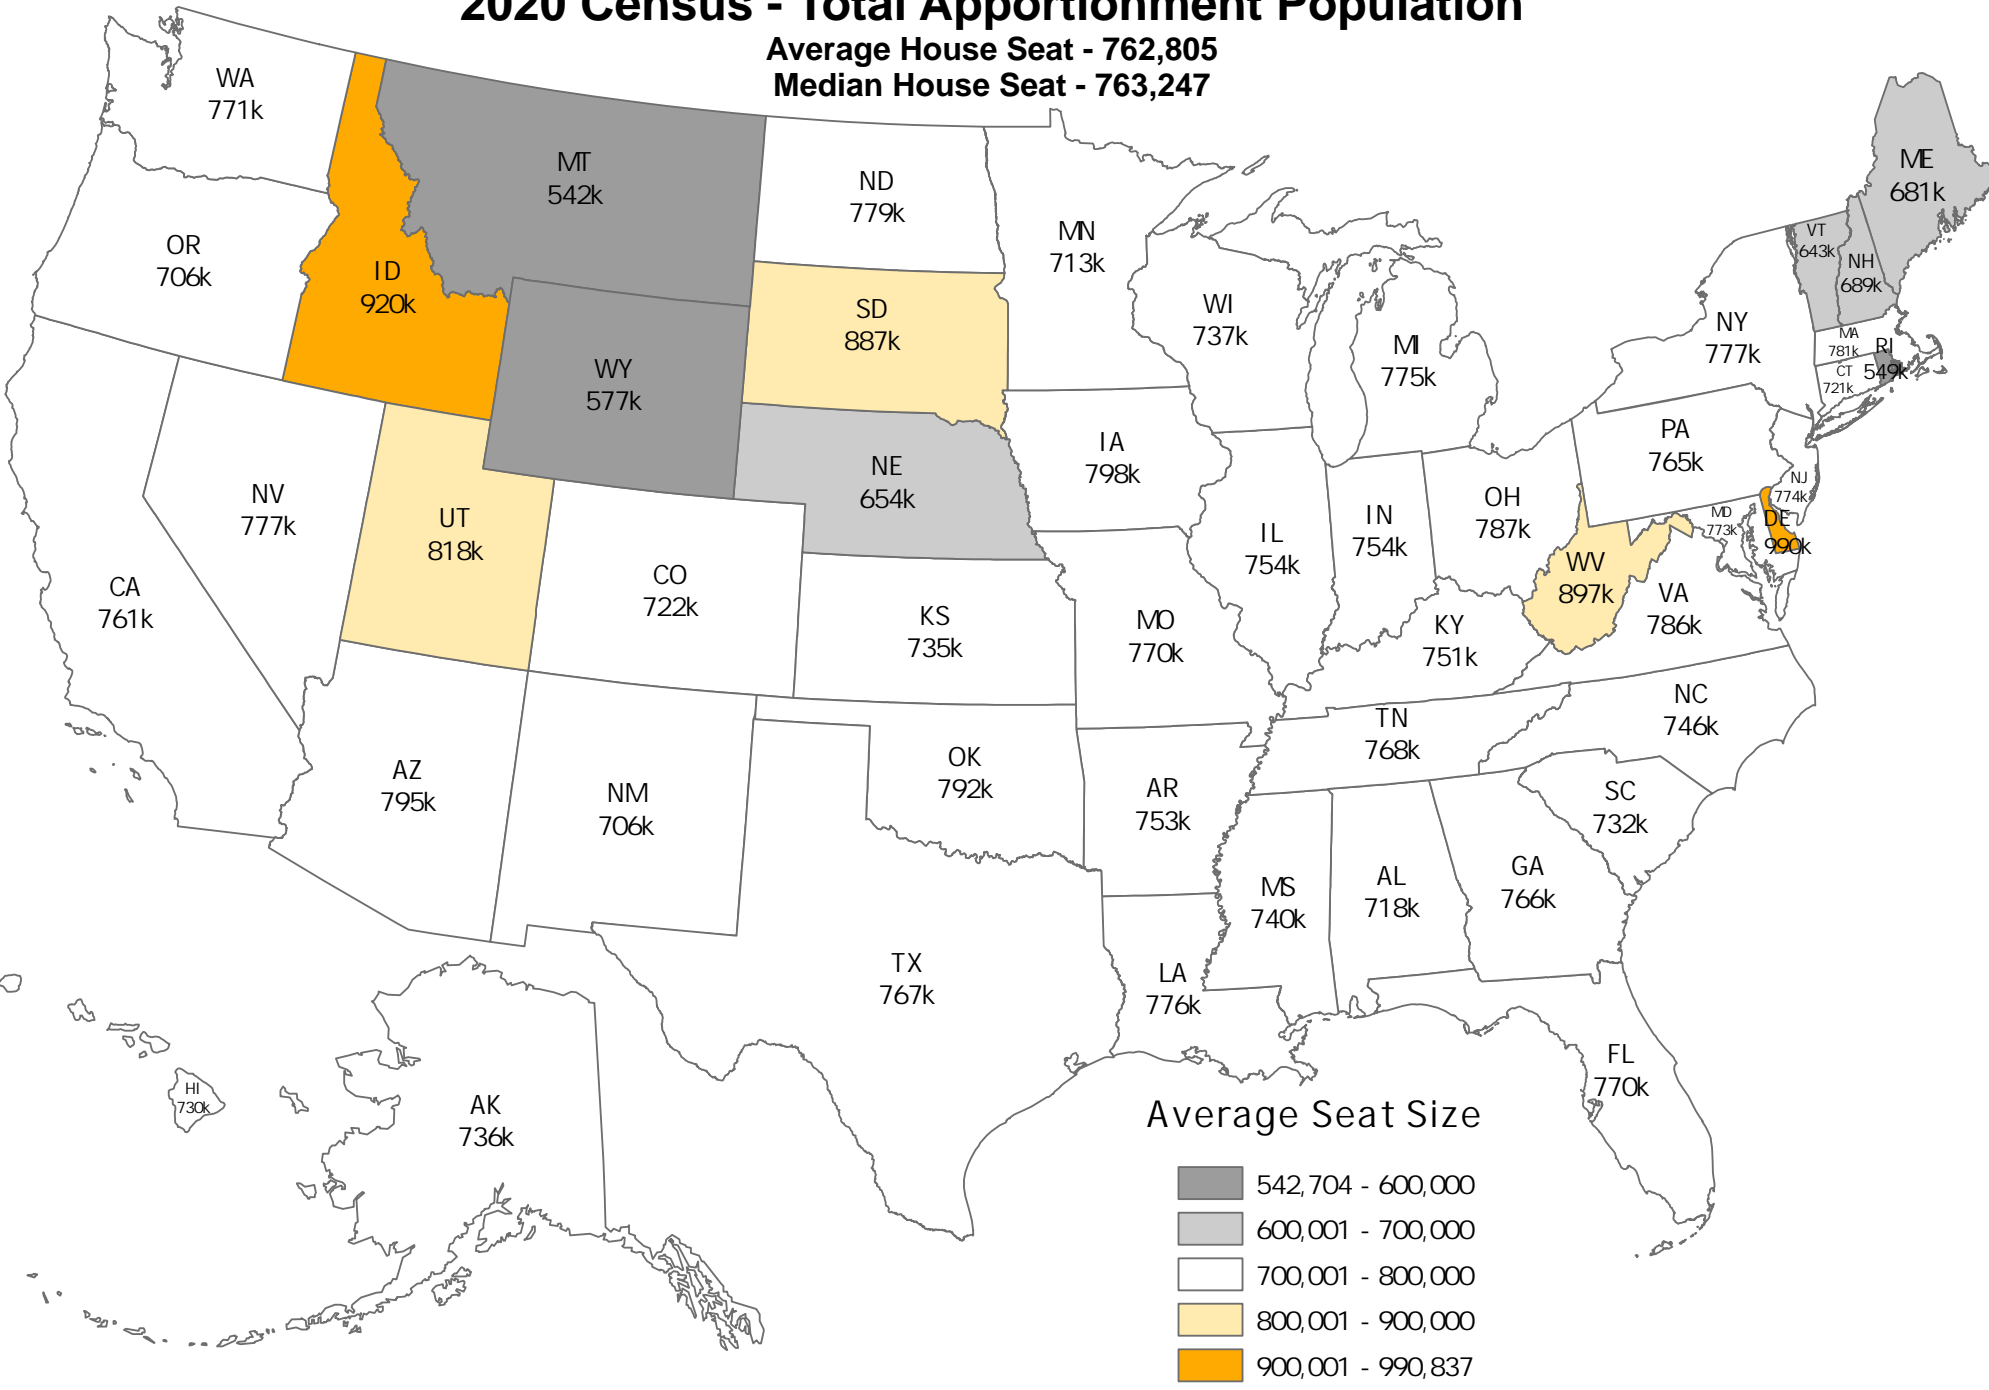 2020 Census - Total Apportionment Population
Average House Seat - 762,805
Median House Seat - 763,247
WA
771k
OR
706k
ID
920k
MT
542k
WY
577k
ND
779k
SD
887k
NE
654k
MN
713k
WI
737k
MI
775k
IA
798k
NY
777k
VT
643k
NH
689k
ME
681k
MA
781k
RI
549k
CT
721k
PA
765k
NJ
774k
MD
773k
DE
990k
OH
787k
IN
754k
IL
754k
WV
897k
VA
786k
KY
751k
CA
761k
NV
777k
UT
818k
CO
722k
KS
735k
MO
770k
TN
768k
NC
746k
SC
732k
AZ
795k
NM
706k
OK
792k
AR
753k
MS
740k
AL
718k
GA
766k
TX
767k
LA
776k
FL
770k
HI
730k
AK
736k
Average Seat Size
542,704 - 600,000
600,001 - 700,000
700,001 - 800,000
800,001 - 900,000
900,001 - 990,837